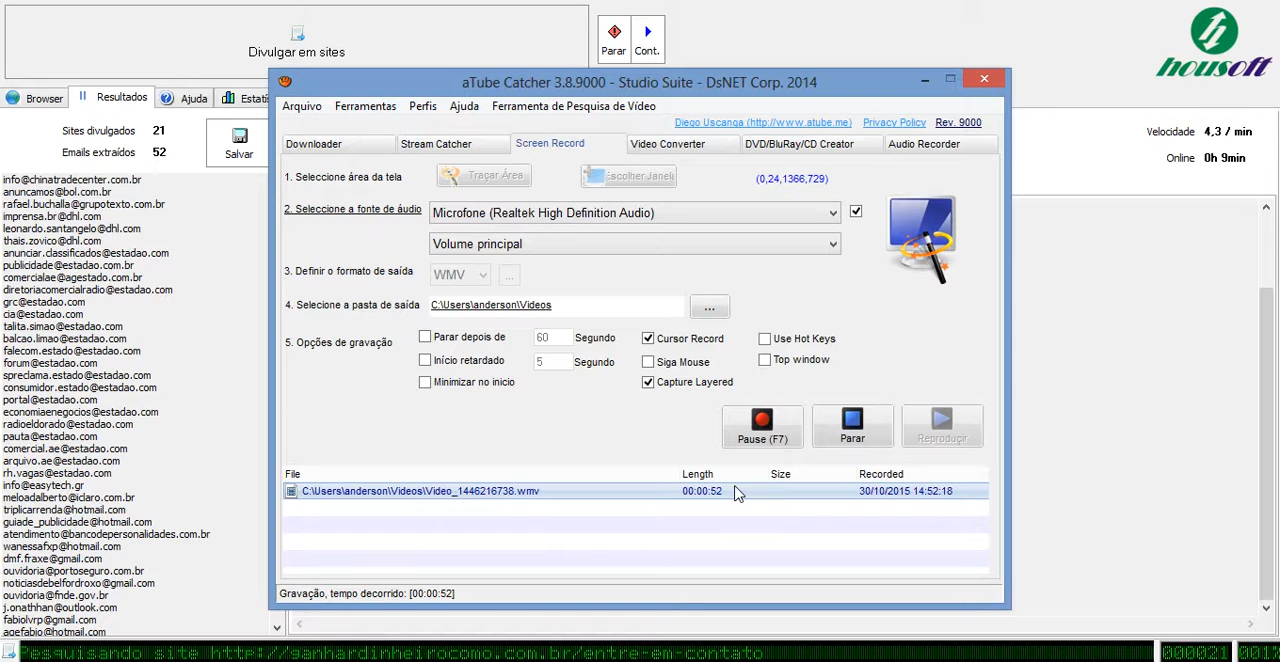 Divulgar em sites
Parar
Cont.
housoft
aTube Catcher 3.8.9000 - Studio Suite - DsNET Corp. 2014
Browser
Resultados
Ajuda
Estatí
Arquivo Ferramentas Perfis Ajuda Ferramenta de Pesquisa de Vídeo
Diego Uscanga (http://www.atube.me) Privacy Policy Rev. 9000
Sites divulgados 21
Emails extraídos 52
Salvar
Velocidade 4,3 / min
Online 0h 9min
Downloader
Stream Catcher
Screen Record
Video Converter
DVD/BluRay/CD Creator
Audio Recorder
1. Seleccione área da tela
Traçar Área
Escolher Janela
(0,24,1366,729)
2. Seleccione a fonte de áudio
Microfone (Realtek High Definition Audio)
Volume principal
3. Definir o formato de saída
WMV
...
4. Selecione a pasta de saída
C:\Users\anderson\Videos
...
5. Opções de gravação
Parar depois de 60 Segundo
Cursor Record
Use Hot Keys
Início retardado 5 Segundo
Siga Mouse
Top window
Minimizar no inicio
Capture Layered
Pause (F7)
Parar
Reproduçir
File Length Size Recorded
C:\Users\anderson\Videos\Video_1446216738.wmv 00:00:52 30/10/2015 14:52:18
Gravação, tempo decorrido: [00:00:52]
info@chinatradecenter.com.br
anuncamos@bol.com.br
rafael.buchalla@grupotexto.com.br
imprensa.br@dhl.com
leonardo.santangelo@dhl.com
thais.zovico@dhl.com
anunciar.classificados@estadao.com
publicidade@estadao.com.br
comercialae@agestado.com.br
diretoriacomercialradio@estadao.com
grc@estadao.com
cia@estadao.com
talita.simao@estadao.com
balcao.limao@estadao.com
falecom.estado@estadao.com
forum@estadao.com
spreclama.estado@estadao.com
consumidor.estado@estadao.com
portal@estadao.com
economiaenegocios@estadao.com
radioeldorado@estadao.com
pauta@estadao.com
comercial.ae@estadao.com
arquivo.ae@estadao.com
rh.vagas@estadao.com
info@easytech.gr
meloadalberto@iclaro.com.br
triplicarrenda@hotmail.com
guiade_publicidade@hotmail.com
atendimento@bancodepersonalidades.com.br
wanessafxp@hotmail.com
dmf.fraxe@gmail.com
ouvidoria@portoseguro.com.br
noticiasdebelfordroxo@gmail.com
ouvidoria@fnde.gov.br
j.onathhan@outlook.com
fabiolvrp@gmail.com
agefabio@hotmail.com
Pesquisando site http://ganhardinheirocomo.com.br/entre-em-contato
000021
001